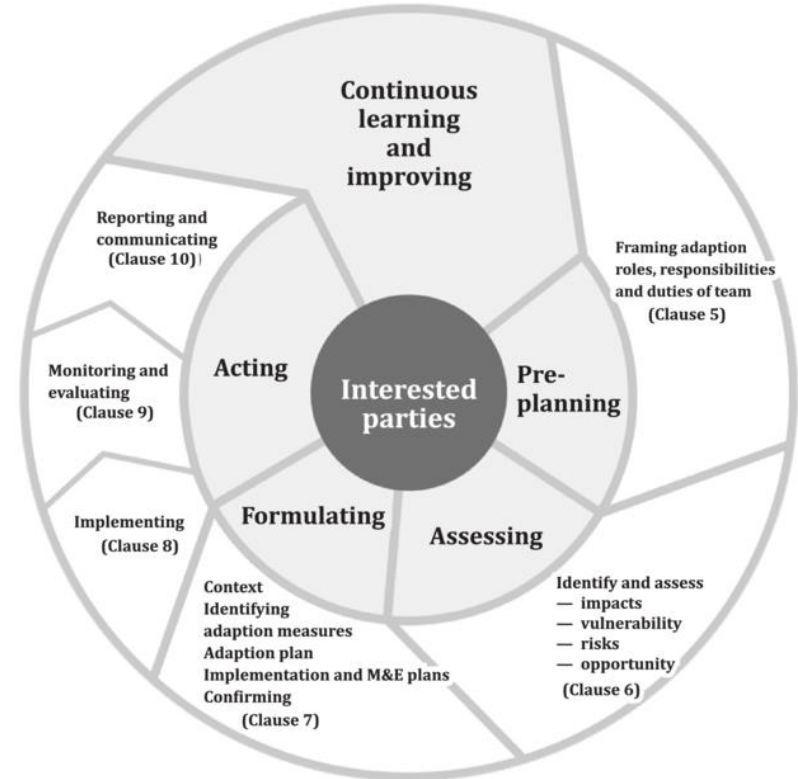 Continuous
learning
and
improving
Framing adaption
roles, responsibilities
and duties of team
(Clause 5)
Pre-
planning
Interested
parties
Assessing
Identify and assess
— impacts
— vulnerability
— risks
— opportunity
(Clause 6)
Formulating
Context
Identifying
adaption measures
Adaption plan
Implementation and M&E plans
Confirming
(Clause 7)
Acting
Implementing
(Clause 8)
Monitoring and
evaluating
(Clause 9)
Reporting and
communicating
(Clause 10)